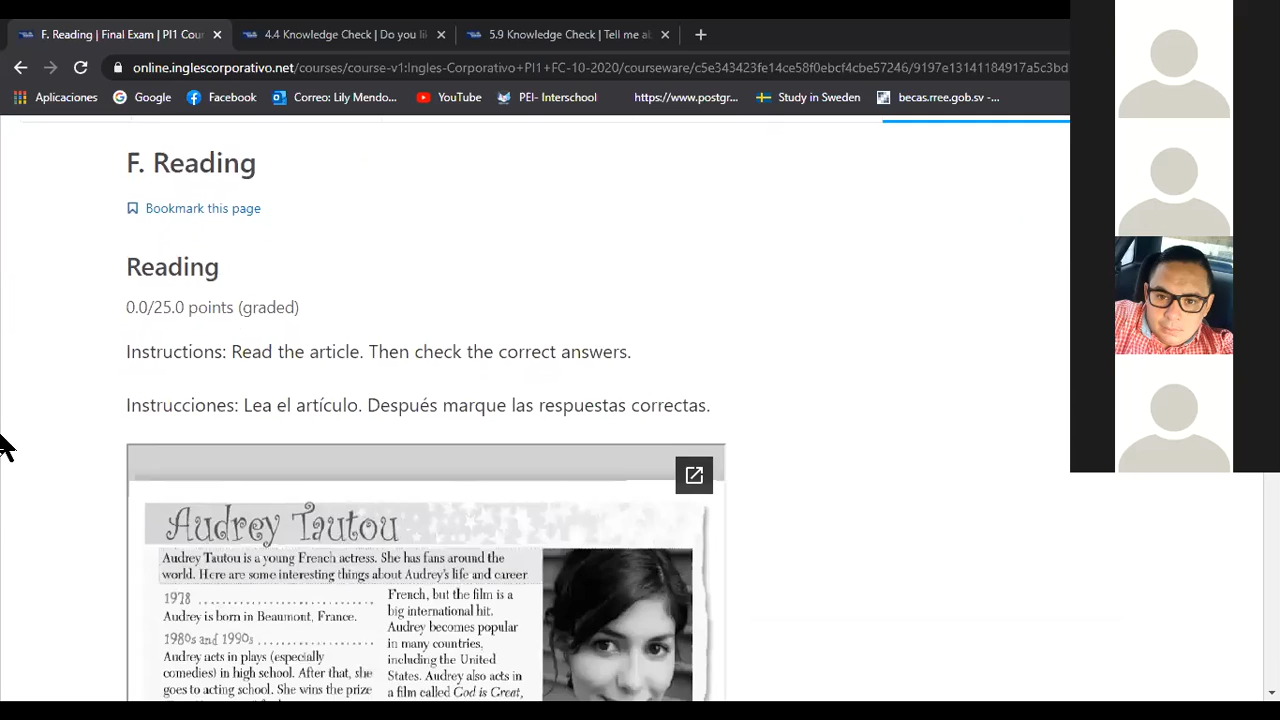 F. Reading | Final Exam | PI1 Cou
4.4 Knowledge Check | Do you li
5.9 Knowledge Check | Tell me a
online.inglescorporativo.net/courses/course-v1:Ingles-Corporativo+PI1+FC-10-2020/courseware/c5e343423fe14ce58f0ebcf4cbe57246/9197e13141184917a5c3bd
Aplicaciones
Google
Facebook
Correo: Lily Mendo...
YouTube
PEI- Interschool
https://www.postgr...
Study in Sweden
becas.rree.gob.sv -...
F. Reading
Bookmark this page
Reading
0.0/25.0 points (graded)
Instructions: Read the article. Then check the correct answers.
Instrucciones: Lea el artículo. Después marque las respuestas correctas.
Audrey Tautou
Audrey Tautou is a young French actress. She has fans around the
world. Here are some interesting things about Audrey's life and career
1978
Audrey is born in Beaumont, France.
1980s and 1990s
Audrey acts in plays (especially
comedies) in high school. After that, she
goes to acting school. She wins the prize
French, but the film is a
big international hit.
Audrey becomes popular
in many countries,
including the United
States. Audrey also acts in
a film called God is Great,